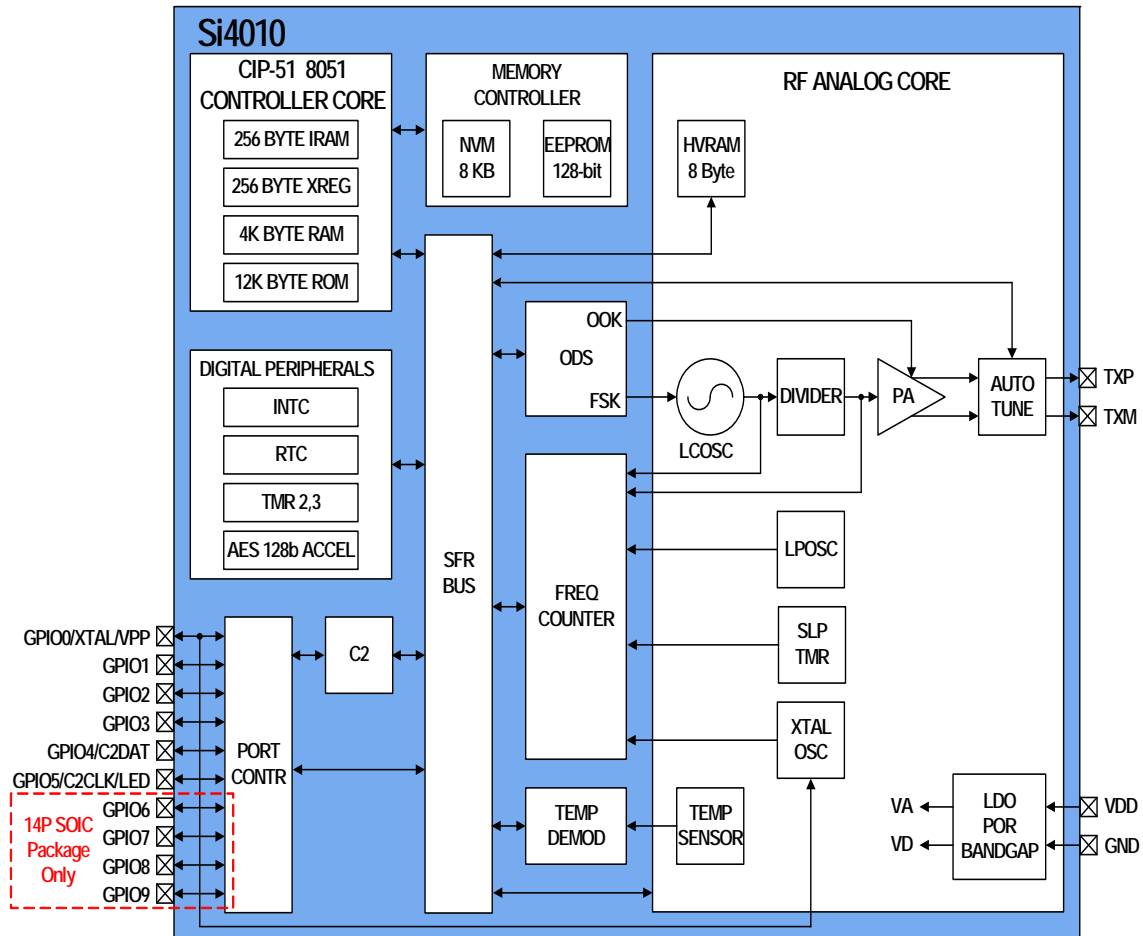 Si4010
CIP-51 8051
CONTROLLER CORE
256 BYTE IRAM
256 BYTE XREG
4K BYTE RAM
12K BYTE ROM
MEMORY
CONTROLLER
NVM
8 KB
EEPROM
128-bit
RF ANALOG CORE
HVRAM
8 Byte
DIGITAL PERIPHERALS
INTC
RTC
TMR 2,3
AES 128b ACCEL
SFR
BUS
OOK
ODS
FSK
LCOSC
DIVIDER
PA
AUTO
TUNE
TXP
TXM
FREQ
COUNTER
LPOSC
SLP
TMR
XTAL
OSC
GPIO0/XTAL/VPP
GPIO1
GPIO2
GPIO3
GPIO4/C2DAT
GPIO5/C2CLK/LED
GPIO6
GPIO7
GPIO8
GPIO9
14P SOIC
Package
Only
PORT
CONTR
C2
TEMP
DEMOD
TEMP
SENSOR
VA
VD
LDO
POR
BANDGAP
VDD
GND